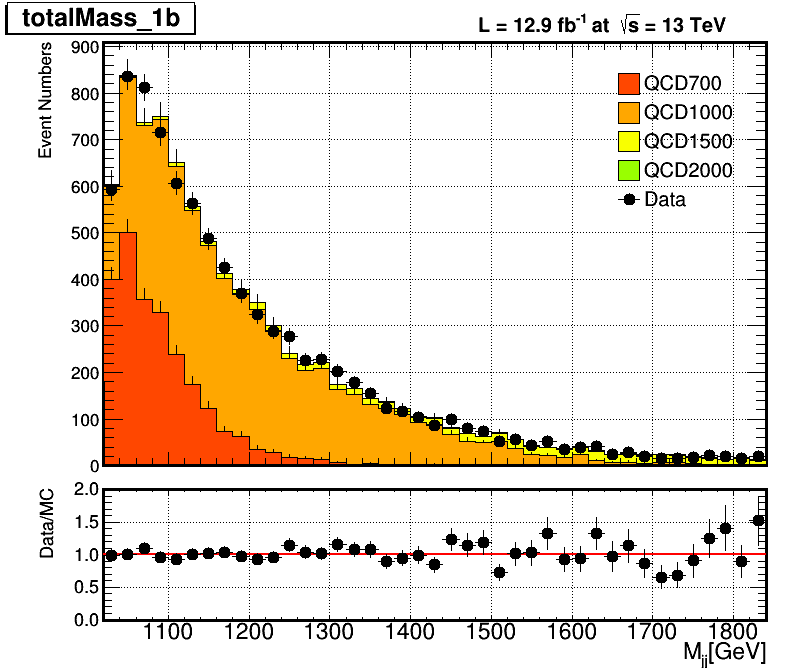 totalMass_1b
L = 12.9 fb⁻¹ at √s = 13 TeV
Event Numbers
900
800
700
600
500
400
300
200
100
0
QCD700
QCD1000
QCD1500
QCD2000
Data
Data/MC
2.0
1.5
1.0
0.5
0.0
1100 1200 1300 1400 1500 1600 1700 1800
Mjj[GeV]